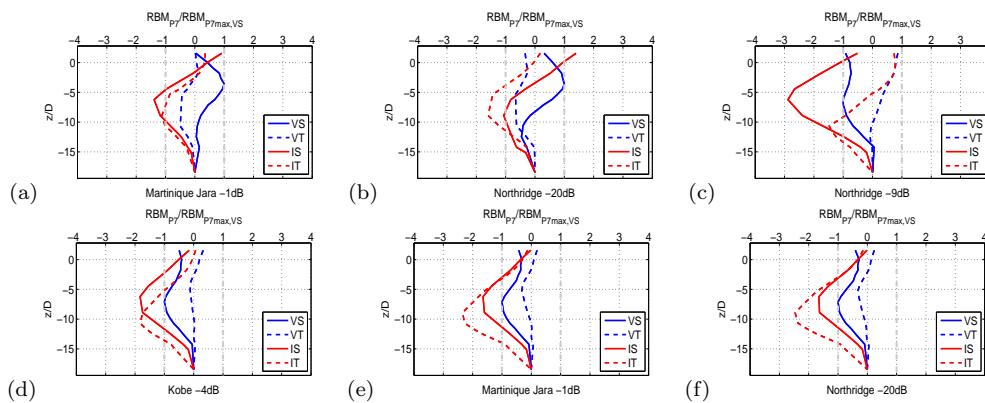 RBM_P7/RBM_P7max,VS
−4 −3 −2 −1 0 1 2 3 4
0
−5
−10
−15
z/D
VS
VT
IS
IT
(a)
Martinique Jara −1dB
RBM_P7/RBM_P7max,VS
−4 −3 −2 −1 0 1 2 3 4
0
−5
−10
−15
z/D
VS
VT
IS
IT
(b)
Northridge −20dB
RBM_P7/RBM_P7max,VS
−4 −3 −2 −1 0 1 2 3
0
−5
−10
−15
z/D
VS
VT
IS
IT
(c)
Northridge −9dB
RBM_P7/RBM_P7max,VS
−4 −3 −2 −1 0 1 2 3 4
0
−5
−10
−15
z/D
VS
VT
IS
IT
(d)
Kobe −4dB
RBM_P7/RBM_P7max,VS
−4 −3 −2 −1 0 1 2 3 4
0
−5
−10
−15
z/D
VS
VT
IS
IT
(e)
Martinique Jara −1dB
RBM_P7/RBM_P7max,VS
−4 −3 −2 −1 0 1 2 3 4
0
−5
−10
−15
z/D
VS
VT
IS
IT
(f)
Northridge −20dB